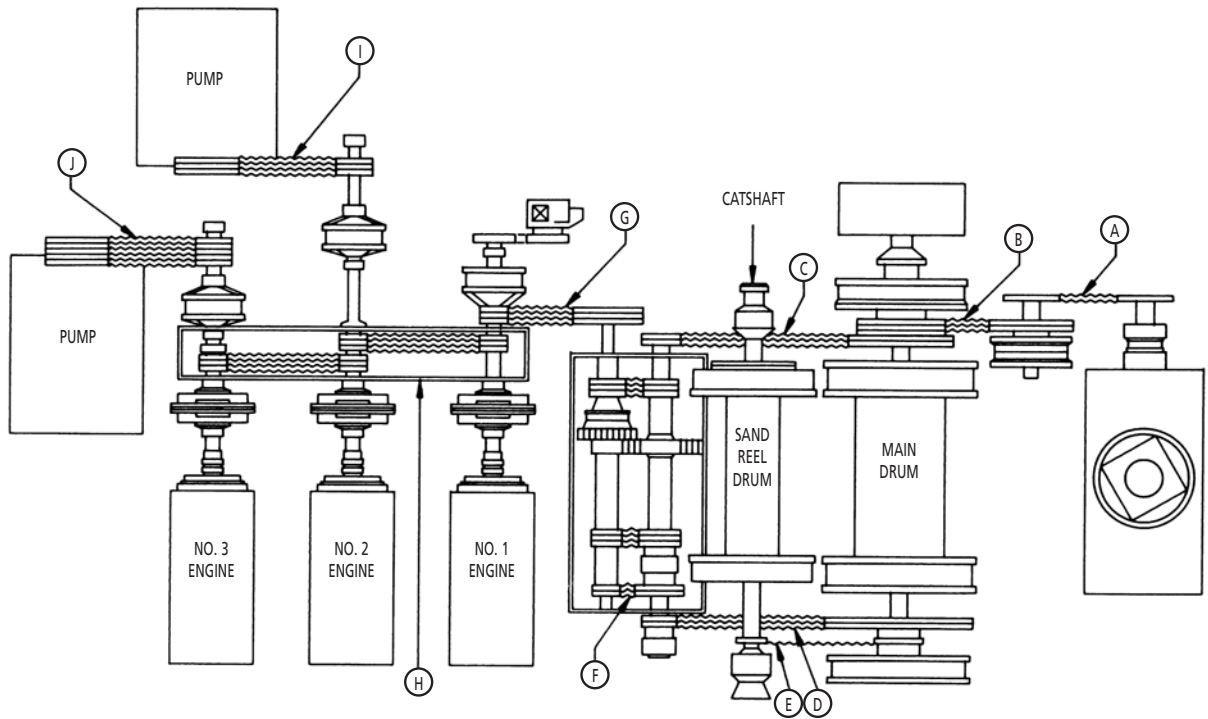 I
PUMP
J
G
CATSHAFT
A
B
C
PUMP
SAND
REEL
DRUM
MAIN
DRUM
NO. 3
ENGINE
NO. 2
ENGINE
NO. 1
ENGINE
F
H
E
D